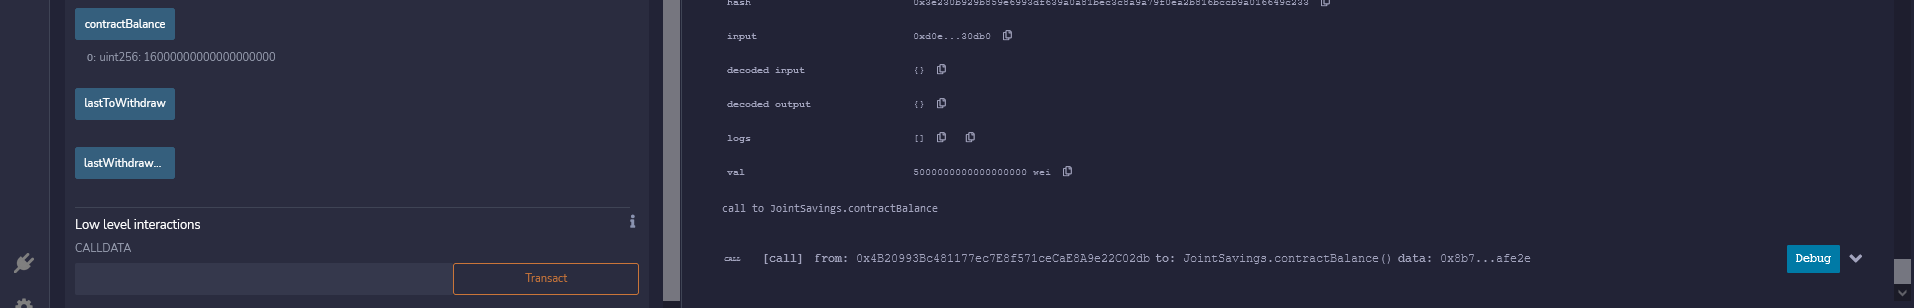 contractBalance
0: uint256: 16000000000000000000
lastToWithdraw
lastWithdraw...
Low level interactions
CALLDATA
Transact
hash
input 0xd0e...30db0
decoded input {}
decoded output {}
logs []
val 5000000000000000000 wei
call to JointSavings.contractBalance
CALL [call] from: 0x4B20993Bc481177ec7E8f571ceCaE8A9e22C02db to: JointSavings.contractBalance() data: 0x8b7...afe2e
Debug